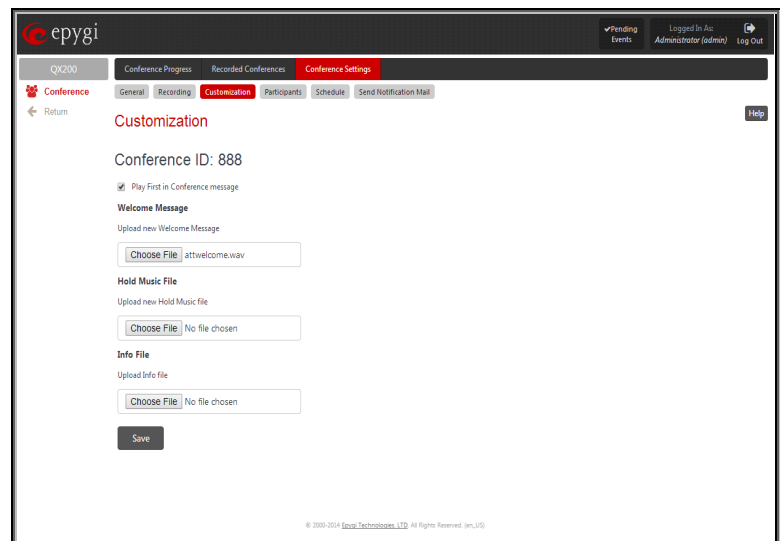 epygi
✔Pending Events
Logged In As:
Administrator (admin)
Log Out
QX200
Conference Progress Recorded Conferences Conference Settings
Conference
Return
General Recording Customization Participants Schedule Send Notification Mail
Customization
Help
Conference ID: 888
Play First in Conference message
Welcome Message
Upload new Welcome Message
Choose File attwelcome.wav
Hold Music File
Upload new Hold Music file
Choose File No file chosen
Info File
Upload Info file
Choose File No file chosen
Save
© 2000-2014 Epygi Technologies, LTD. All Rights Reserved. (en_US)